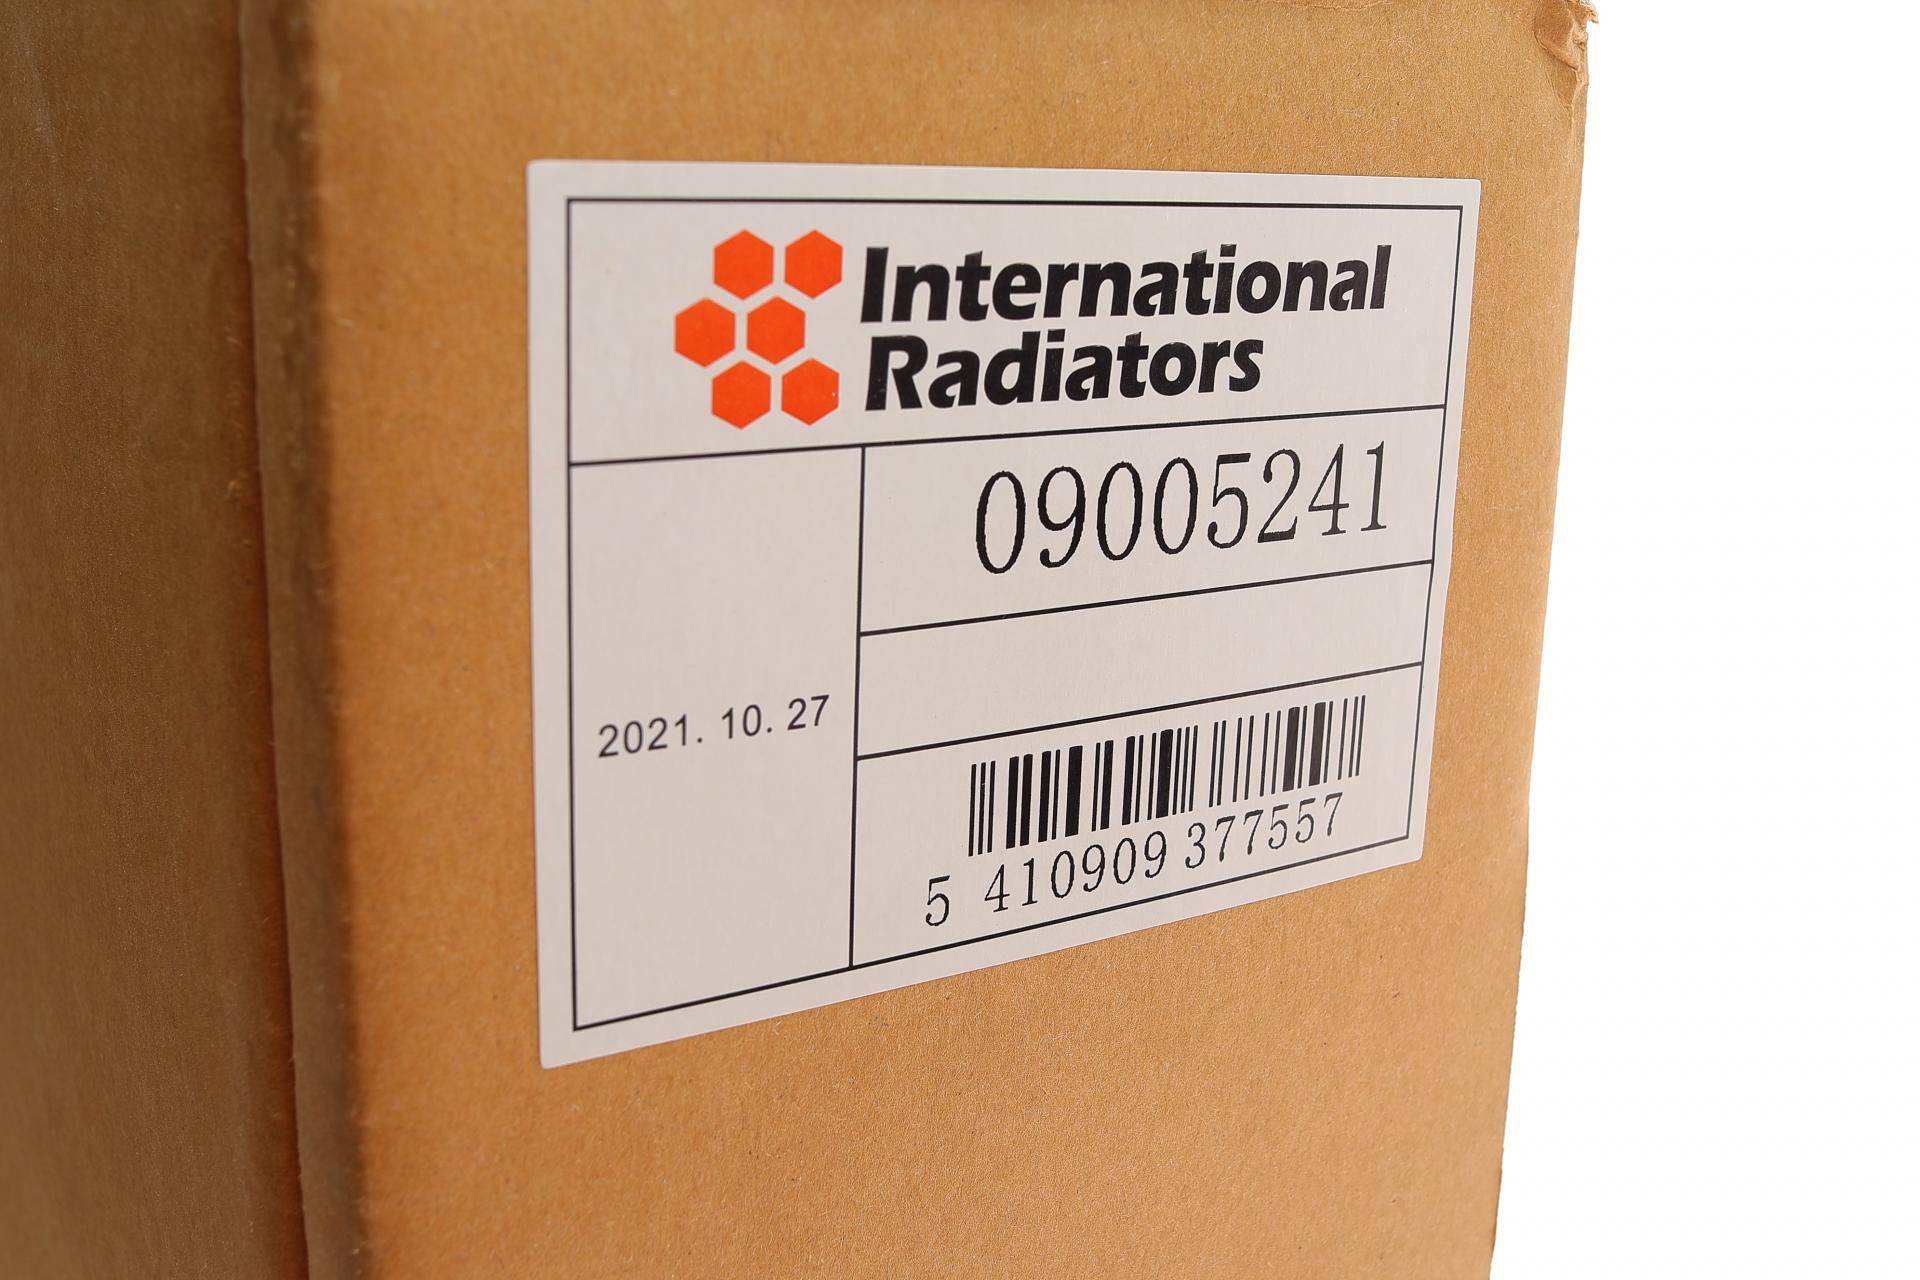 International
Radiators
09005241
2021. 10. 27
5 410909 377557